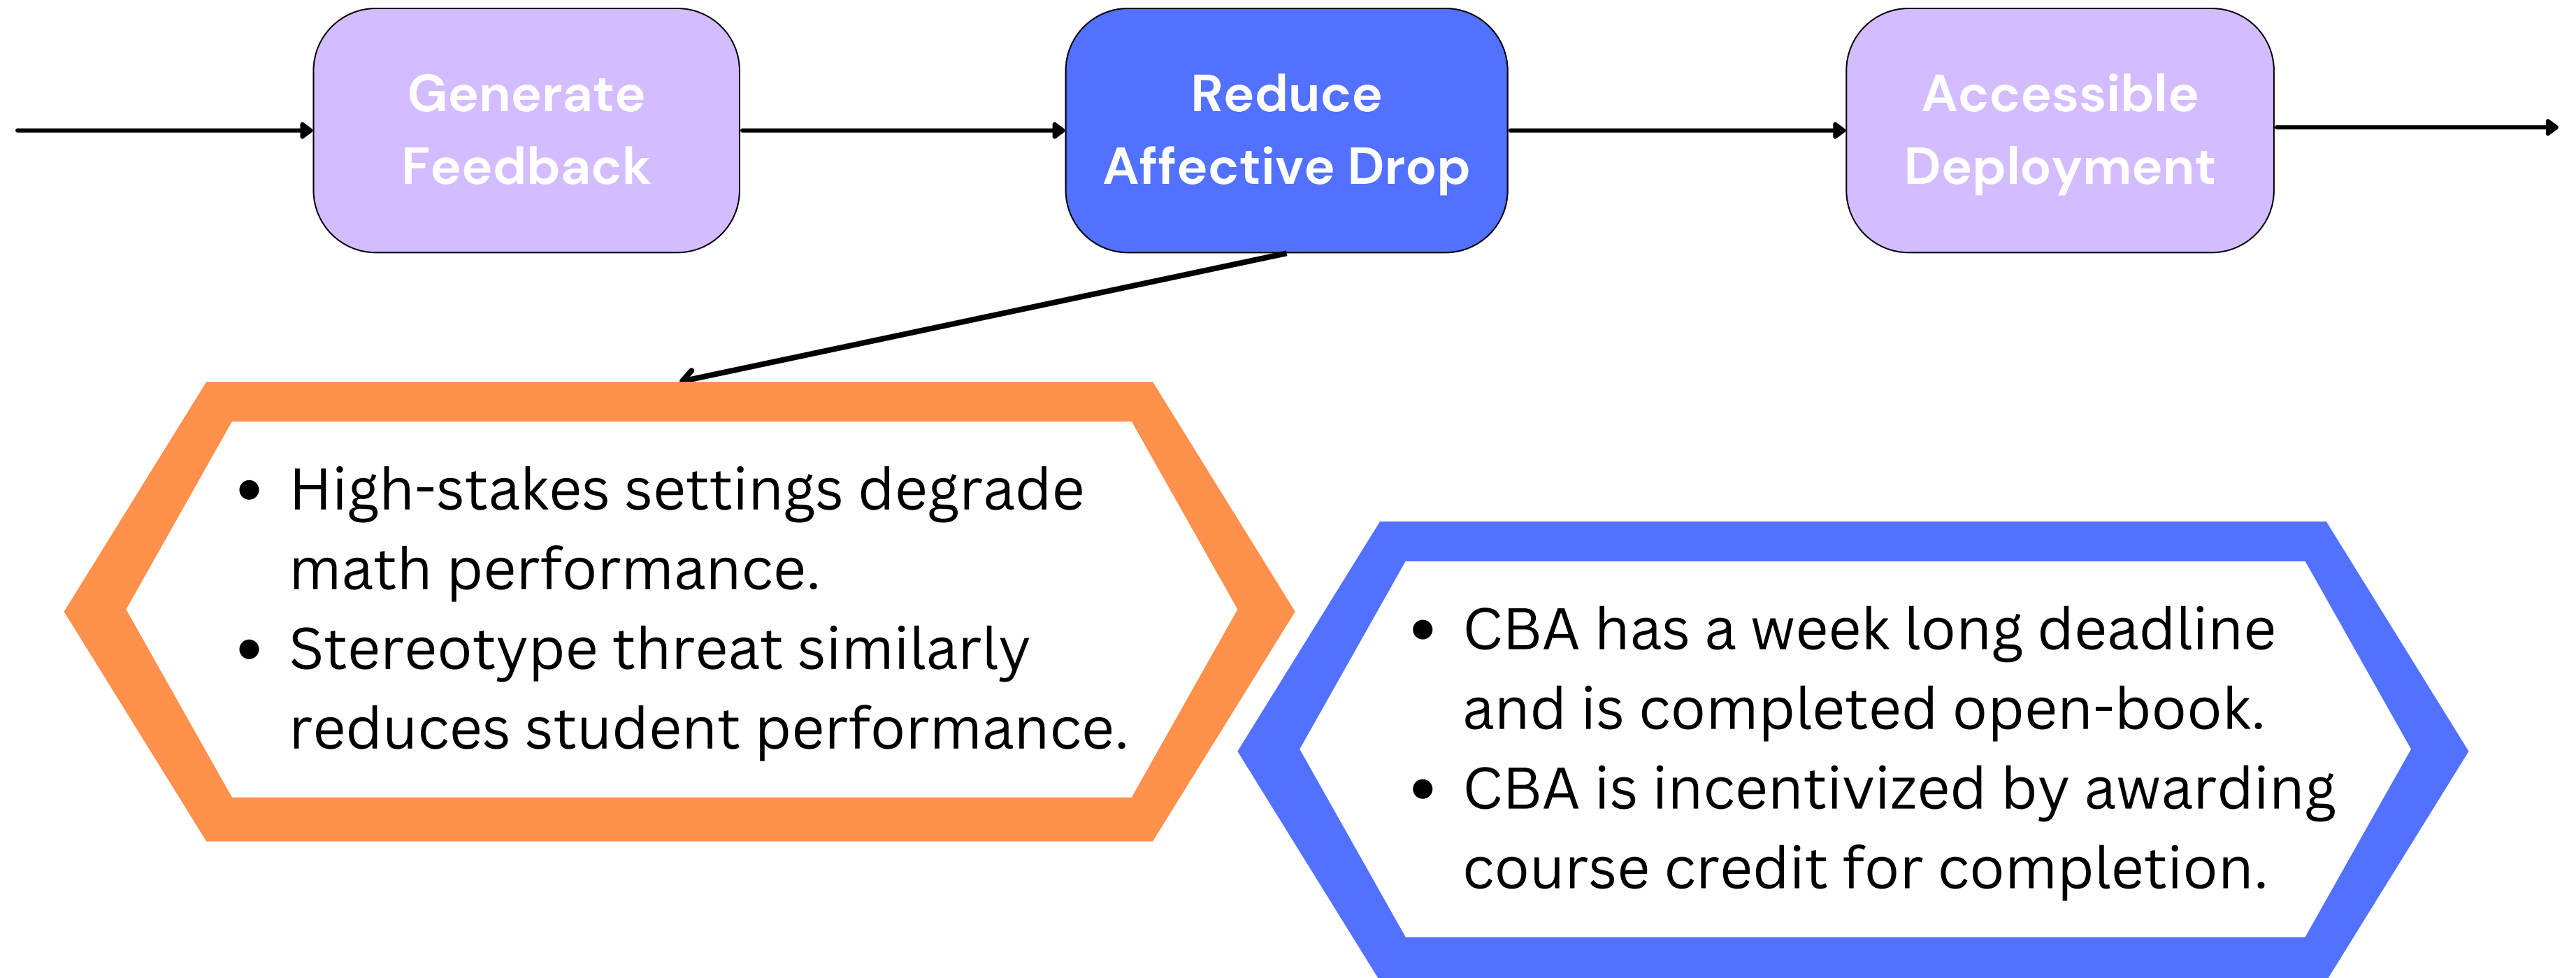 Generate
Feedback
Reduce
Affective Drop
Accessible
Deployment
• High-stakes settings degrade
math performance.
• Stereotype threat similarly
reduces student performance.
• CBA has a week long deadline
and is completed open-book.
• CBA is incentivized by awarding
course credit for completion.